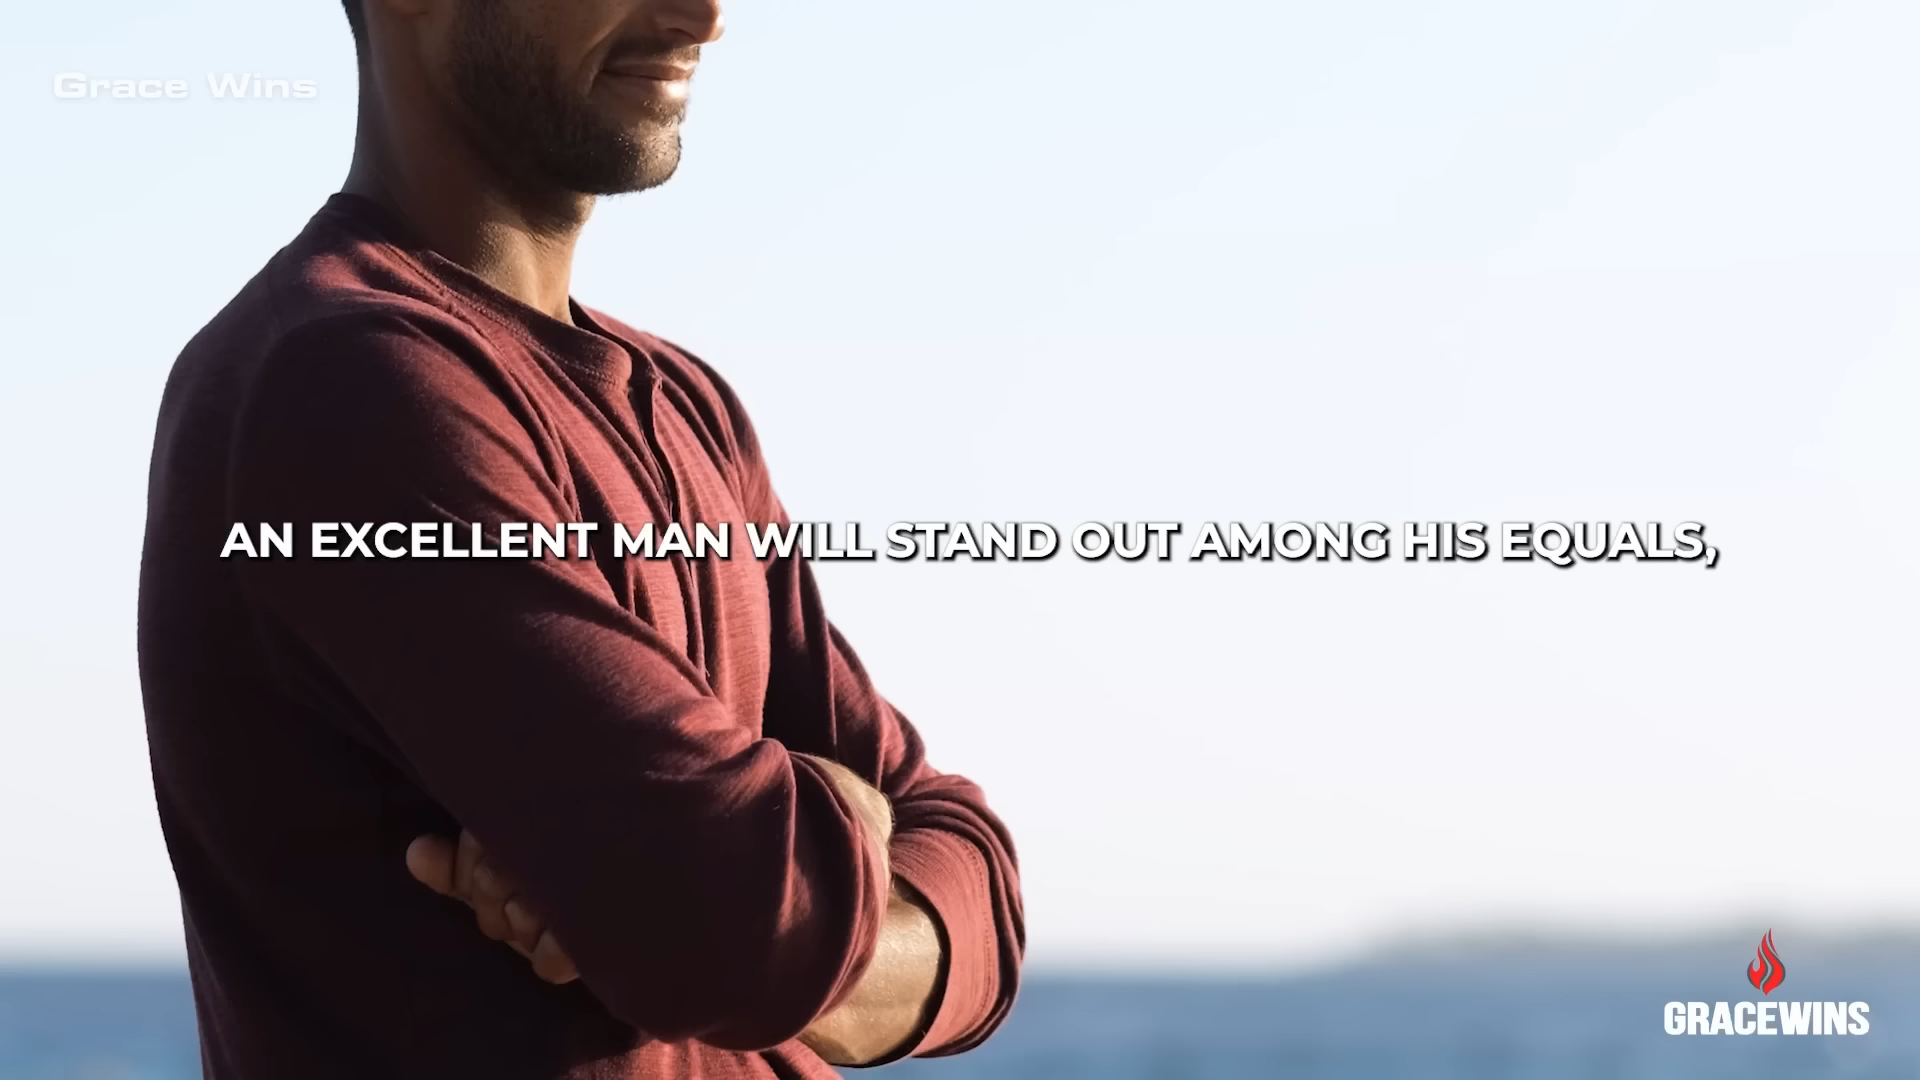 Grace Wins
AN EXCELLENT MAN WILL STAND OUT AMONG HIS EQUALS,
GRACEWINS